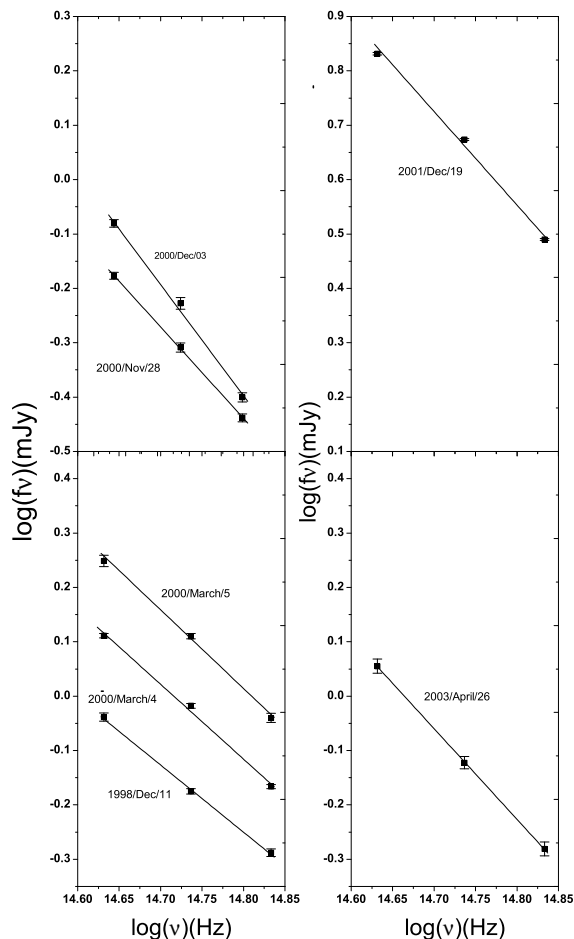 0.3
0.2
0.1
0.0
-0.1
-0.2
-0.3
-0.4
-0.5
2000/Dec/03
2000/Nov/28
log(fν)(mJy)
0.9
0.8
0.7
0.6
0.5
0.4
0.3
0.2
0.1
2001/Dec/19
log(fν)(mJy)
0.4
0.3
0.2
0.1
0.0
-0.1
-0.2
-0.3
2000/March/5
2000/March/4
1998/Dec/11
14.60 14.65 14.70 14.75 14.80 14.85
log(ν)(Hz)
0.4
0.3
0.2
0.1
0.0
-0.1
-0.2
-0.3
2003/April/26
14.60 14.65 14.70 14.75 14.80 14.85
log(ν)(Hz)